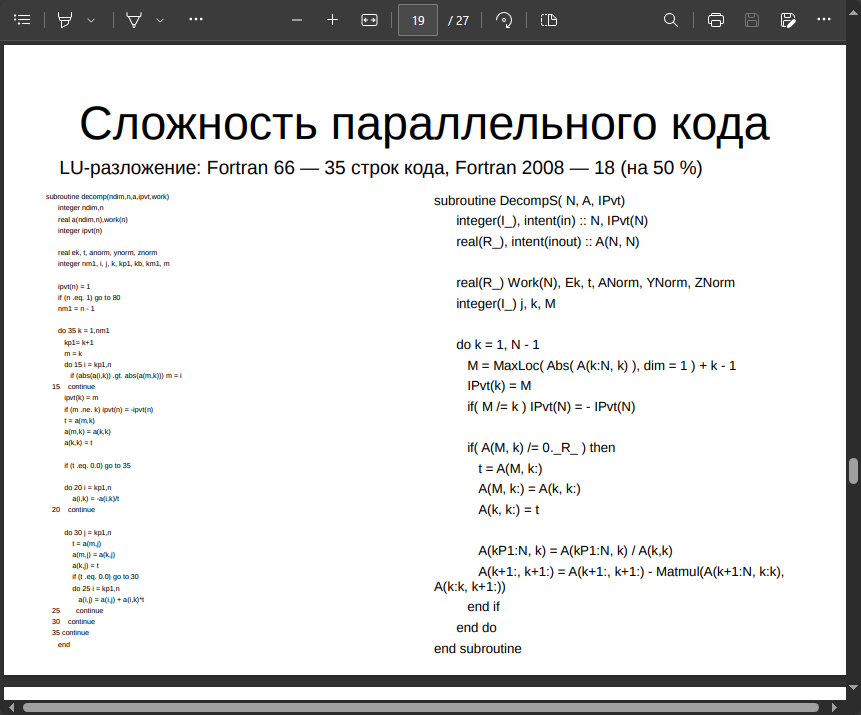 19 / 27
Сложность параллельного кода
LU-разложение: Fortran 66 — 35 строк кода, Fortran 2008 — 18 (на 50 %)
subroutine decomp(ndim,n,a,ipvt,work)
integer ndim,n
real a(ndim,n),work(n)
integer ipvt(n)
real ek, t, anorm, ynorm, znorm
integer nm1, i, j, k, kp1, kb, km1, m
ipvt(n) = 1
if (n .eq. 1) go to 80
nm1 = n - 1
do 35 k = 1,nm1
kp1= k+1
m = k
do 15 i = kp1,n
if (abs(a(i,k)) .gt. abs(a(m,k))) m = i
15 continue
ipvt(k) = m
if (m .ne. k) ipvt(n) = -ipvt(n)
t = a(m,k)
a(m,k) = a(k,k)
a(k,k) = t
if (t .eq. 0.0) go to 35
do 20 i = kp1,n
a(i,k) = -a(i,k)/t
20 continue
do 30 j = kp1,n
t = a(m,j)
a(m,j) = a(k,j)
a(k,j) = t
if (t .eq. 0.0) go to 30
do 25 i = kp1,n
a(i,j) = a(i,j) + a(i,k)*t
25 continue
30 continue
35 continue
end
subroutine DecompS( N, A, IPvt)
integer(I_), intent(in) :: N, IPvt(N)
real(R_), intent(inout) :: A(N, N)
real(R_) Work(N), Ek, t, ANorm, YNorm, ZNorm
integer(I_) j, k, M
do k = 1, N - 1
M = MaxLoc( Abs( A(k:N, k) ), dim = 1 ) + k - 1
IPvt(k) = M
if( M /= k ) IPvt(N) = - IPvt(N)
if( A(M, k) /= 0._R_ ) then
t = A(M, k:)
A(M, k:) = A(k, k:)
A(k, k:) = t
A(kP1:N, k) = A(kP1:N, k) / A(k,k)
A(k+1:, k+1:) = A(k+1:, k+1:) - Matmul(A(k+1:N, k:k),
A(k:k, k+1:))
end if
end do
end subroutine